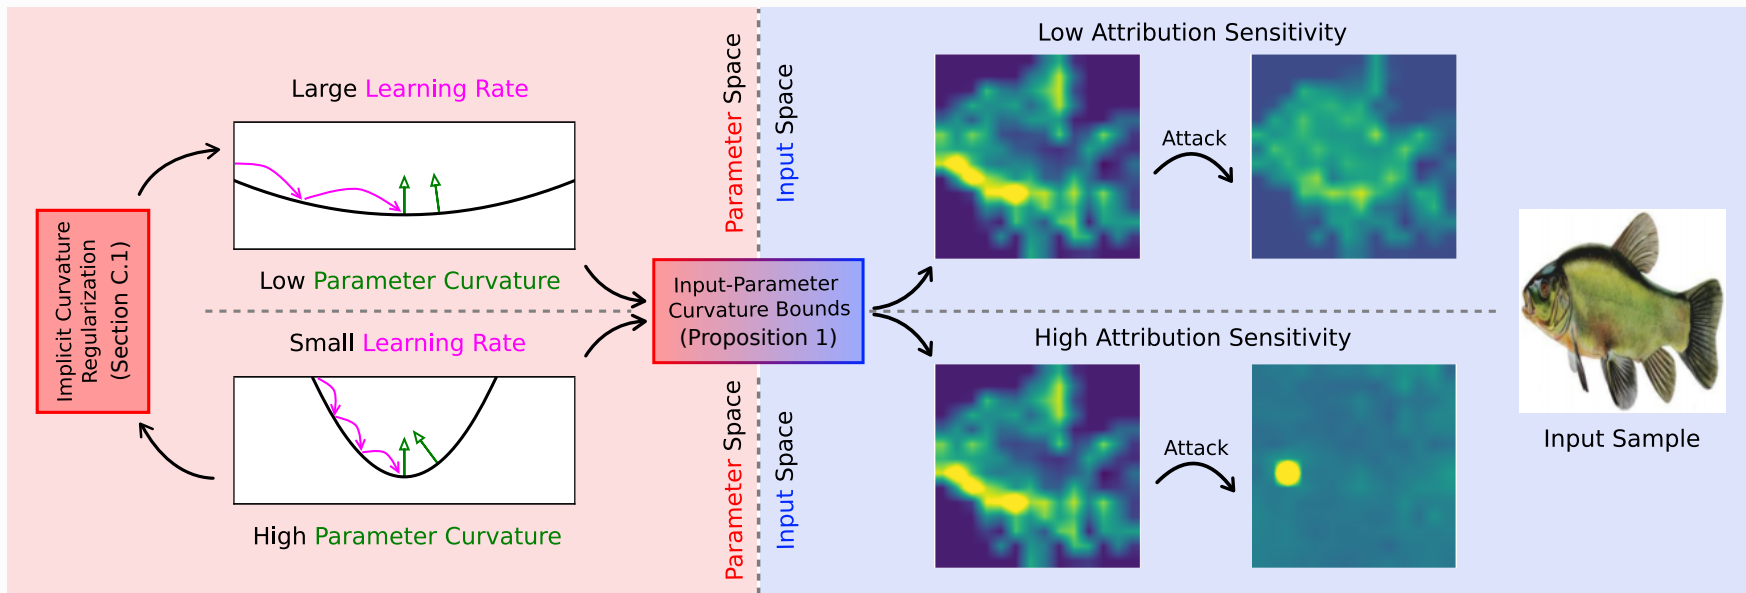 Implicit Curvature
Regularization
(Section C.1)
Large Learning Rate
Low Parameter Curvature
Small Learning Rate
High Parameter Curvature
Parameter Space
Input Space
Parameter Space
Input Space
Input-Parameter
Curvature Bounds
(Proposition 1)
Low Attribution Sensitivity
Attack
High Attribution Sensitivity
Attack
Input Sample